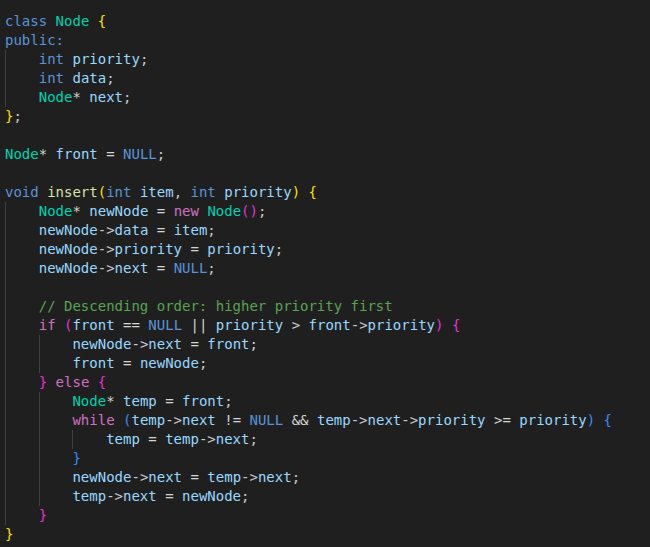 class Node {
public:
    int priority;
    int data;
    Node* next;
};

Node* front = NULL;

void insert(int item, int priority) {
    Node* newNode = new Node();
    newNode->data = item;
    newNode->priority = priority;
    newNode->next = NULL;

    // Descending order: higher priority first
    if (front == NULL || priority > front->priority) {
        newNode->next = front;
        front = newNode;
    } else {
        Node* temp = front;
        while (temp->next != NULL && temp->next->priority >= priority) {
            temp = temp->next;
        }
        newNode->next = temp->next;
        temp->next = newNode;
    }
}